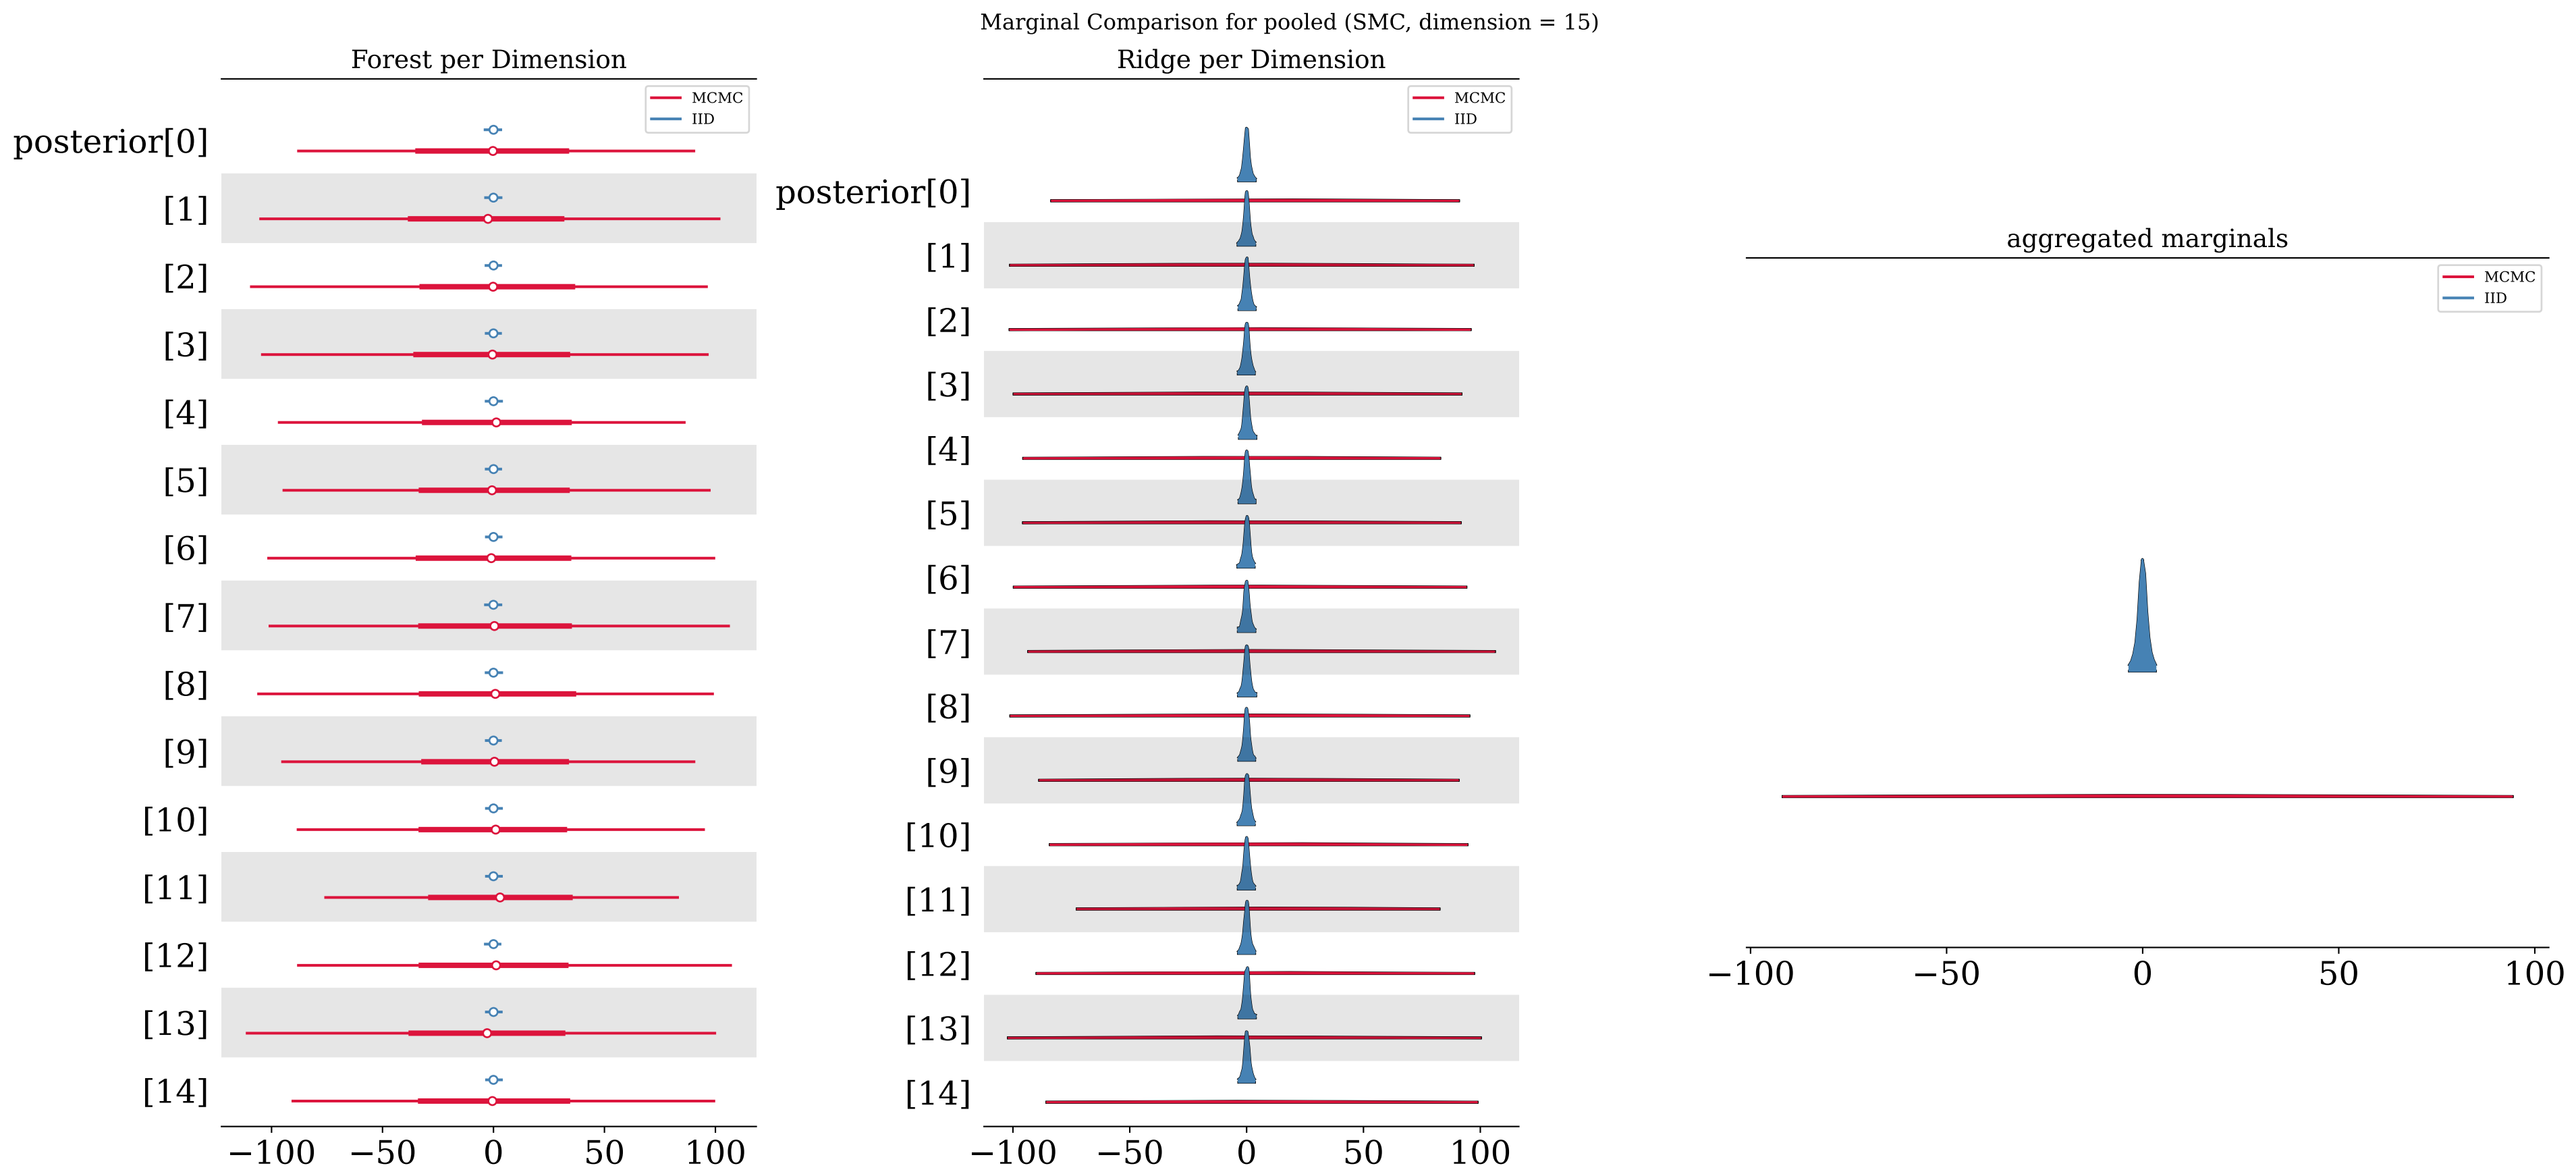 Marginal Comparison for pooled (SMC, dimension = 15)
Forest per Dimension
MCMC
IID
posterior[0]
[1]
[2]
[3]
[4]
[5]
[6]
[7]
[8]
[9]
[10]
[11]
[12]
[13]
[14]
−100 −50 0 50 100
Ridge per Dimension
MCMC
IID
posterior[0]
[1]
[2]
[3]
[4]
[5]
[6]
[7]
[8]
[9]
[10]
[11]
[12]
[13]
[14]
−100 −50 0 50 100
aggregated marginals
MCMC
IID
−100 −50 0 50 100